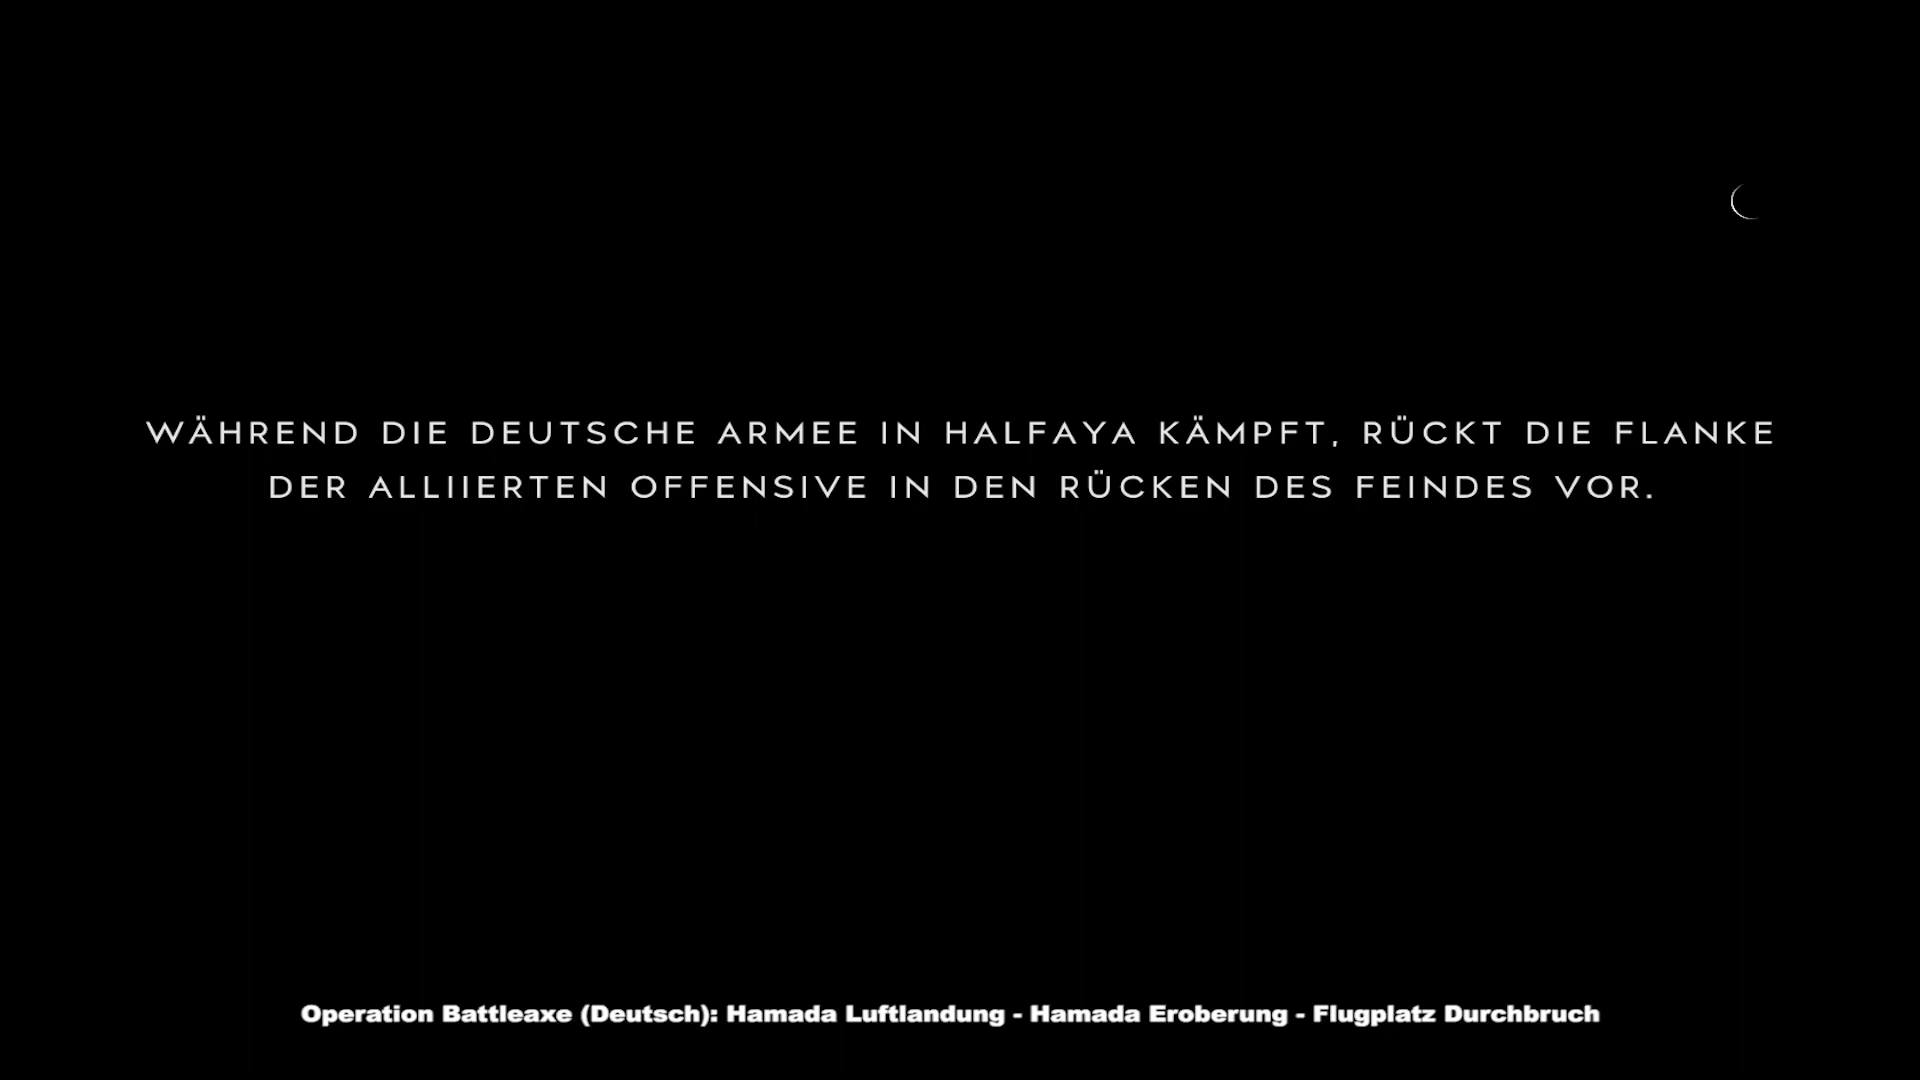 WÄHREND DIE DEUTSCHE ARMEE IN HALFAYA KÄMPFT, RÜCKT DIE FLANKE
DER ALLIIERTEN OFFENSIVE IN DEN RÜCKEN DES FEINDES VOR.
Operation Battleaxe (Deutsch): Hamada Luftlandung - Hamada Eroberung - Flugplatz Durchbruch